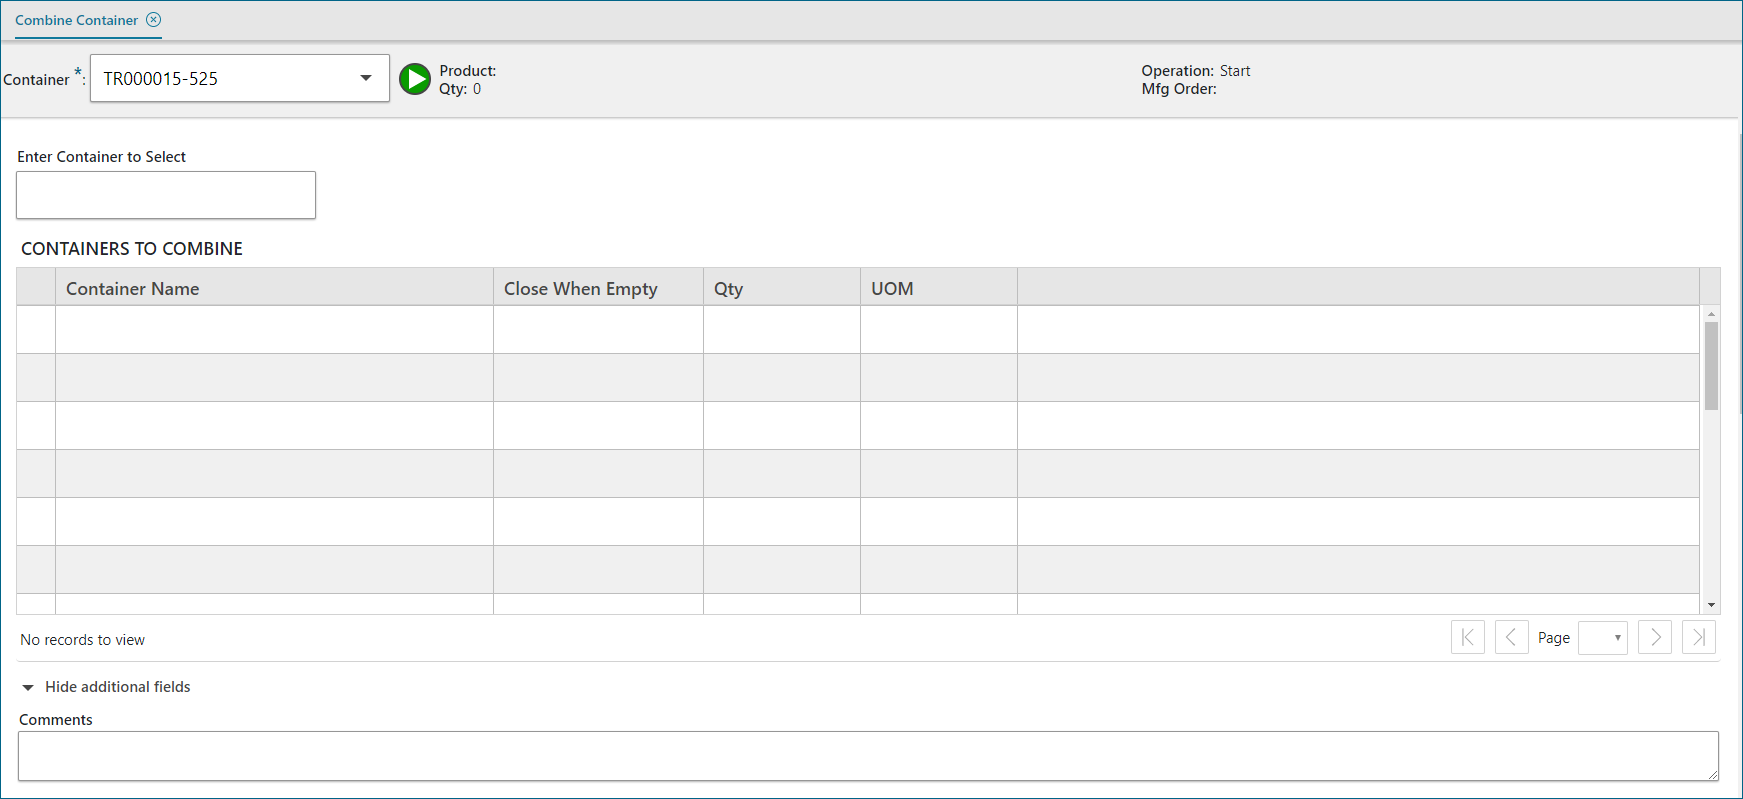 Combine Container
Container *: TR000015-525
Product:
Qty: 0
Operation: Start
Mfg Order:
Enter Container to Select
CONTAINERS TO COMBINE
Container Name Close When Empty Qty UOM
No records to view
Page
Hide additional fields
Comments